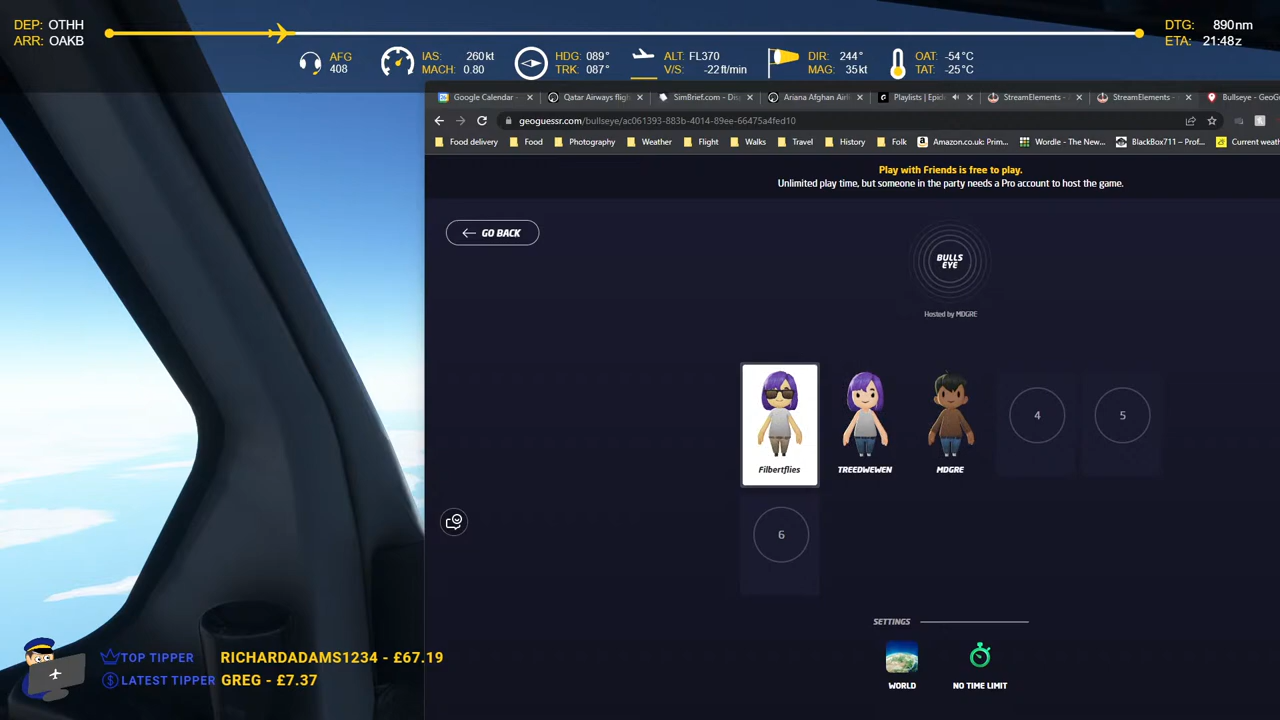 DEP: OTHH
ARR: OAKB
DTG: 890nm
ETA: 21:48z
AFG
408
IAS: 260kt
MACH: 0.80
HDG: 089°
TRK: 087°
ALT: FL370
V/S: -22ft/min
DIR: 244°
MAG: 35kt
OAT: -54°C
TAT: -25°C
Google Calendar -
Qatar Airways fligh
SimBrief.com - Dis
Ariana Afghan Airl
Playlists | Epid
StreamElements -
StreamElements -
Bullseye - GeoG
geoguessr.com/bullseye/ac061393-883b-4014-89ee-66475a4fed10
Food delivery
Food
Photography
Weather
Flight
Walks
Travel
History
Folk
Amazon.co.uk: Prim...
Wordle - The New...
BlackBox711 – Prof...
Current weat
Play with Friends is free to play.
Unlimited play time, but someone in the party needs a Pro account to host the game.
GO BACK
BULLS
EYE
Hosted by MDGRE
Filbertflies
TREEDWEWEN
MDGRE
4
5
6
SETTINGS
WORLD
NO TIME LIMIT
TOP TIPPER RICHARDADAMS1234 - £67.19
LATEST TIPPER GREG - £7.37